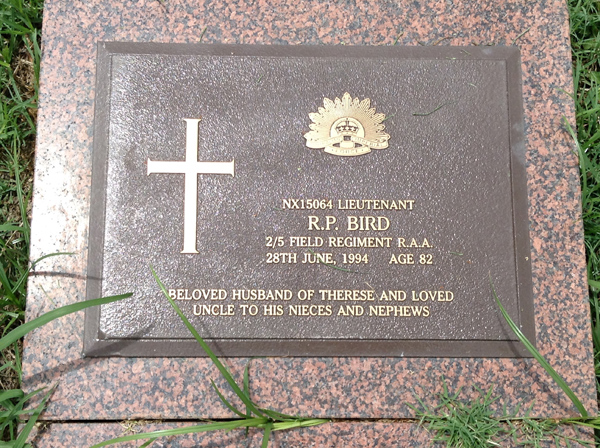 NX15064 LIEUTENANT
R.P. BIRD
2/5 FIELD REGIMENT R.A.A.
28TH JUNE, 1994 AGE 82
BELOVED HUSBAND OF THERESE AND LOVED
UNCLE TO HIS NIECES AND NEPHEWS